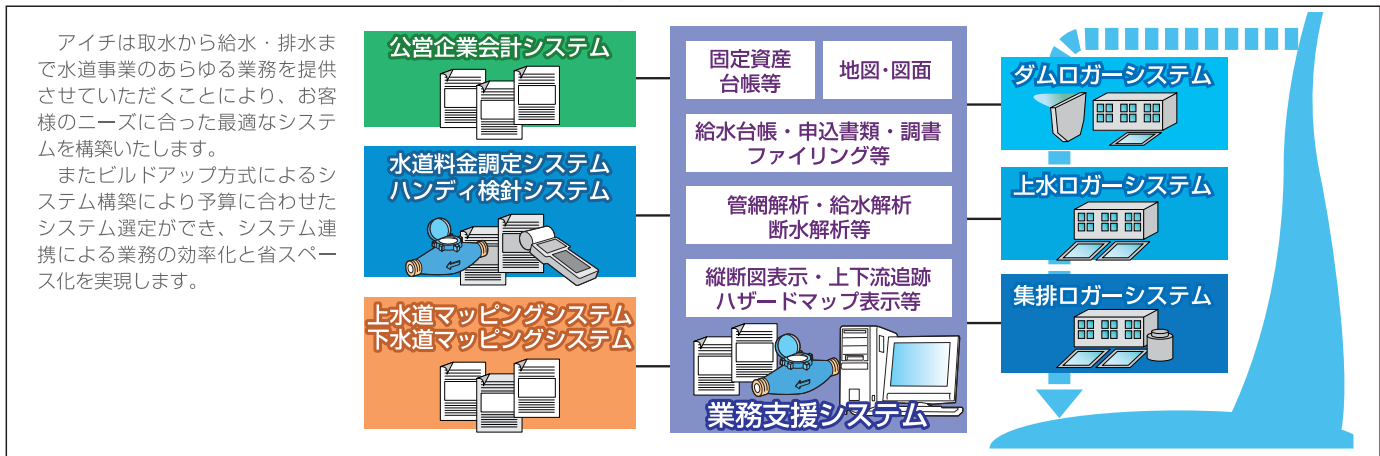 アイチは取水から給水・排水ま
で水道事業のあらゆる業務を提供
させていただくことにより、お客
様のニーズに合った最適なシステ
ムを構築いたします。
またビルドアップ方式によるシ
ステム構築により予算に合わせた
システム選定ができ、システム連
携による業務の効率化と省スペー
ス化を実現します。
公営企業会計システム
水道料金調定システム
ハンディ検針システム
上水道マッピングシステム
下水道マッピングシステム
固定資産
台帳等
地図・図面
給水台帳・申込書類・調書
ファイリング等
管網解析・給水解析
断水解析等
縦断図表示・上下流追跡
ハザードマップ表示等
業務支援システム
ダムロガーシステム
上水ロガーシステム
集排ロガーシステム